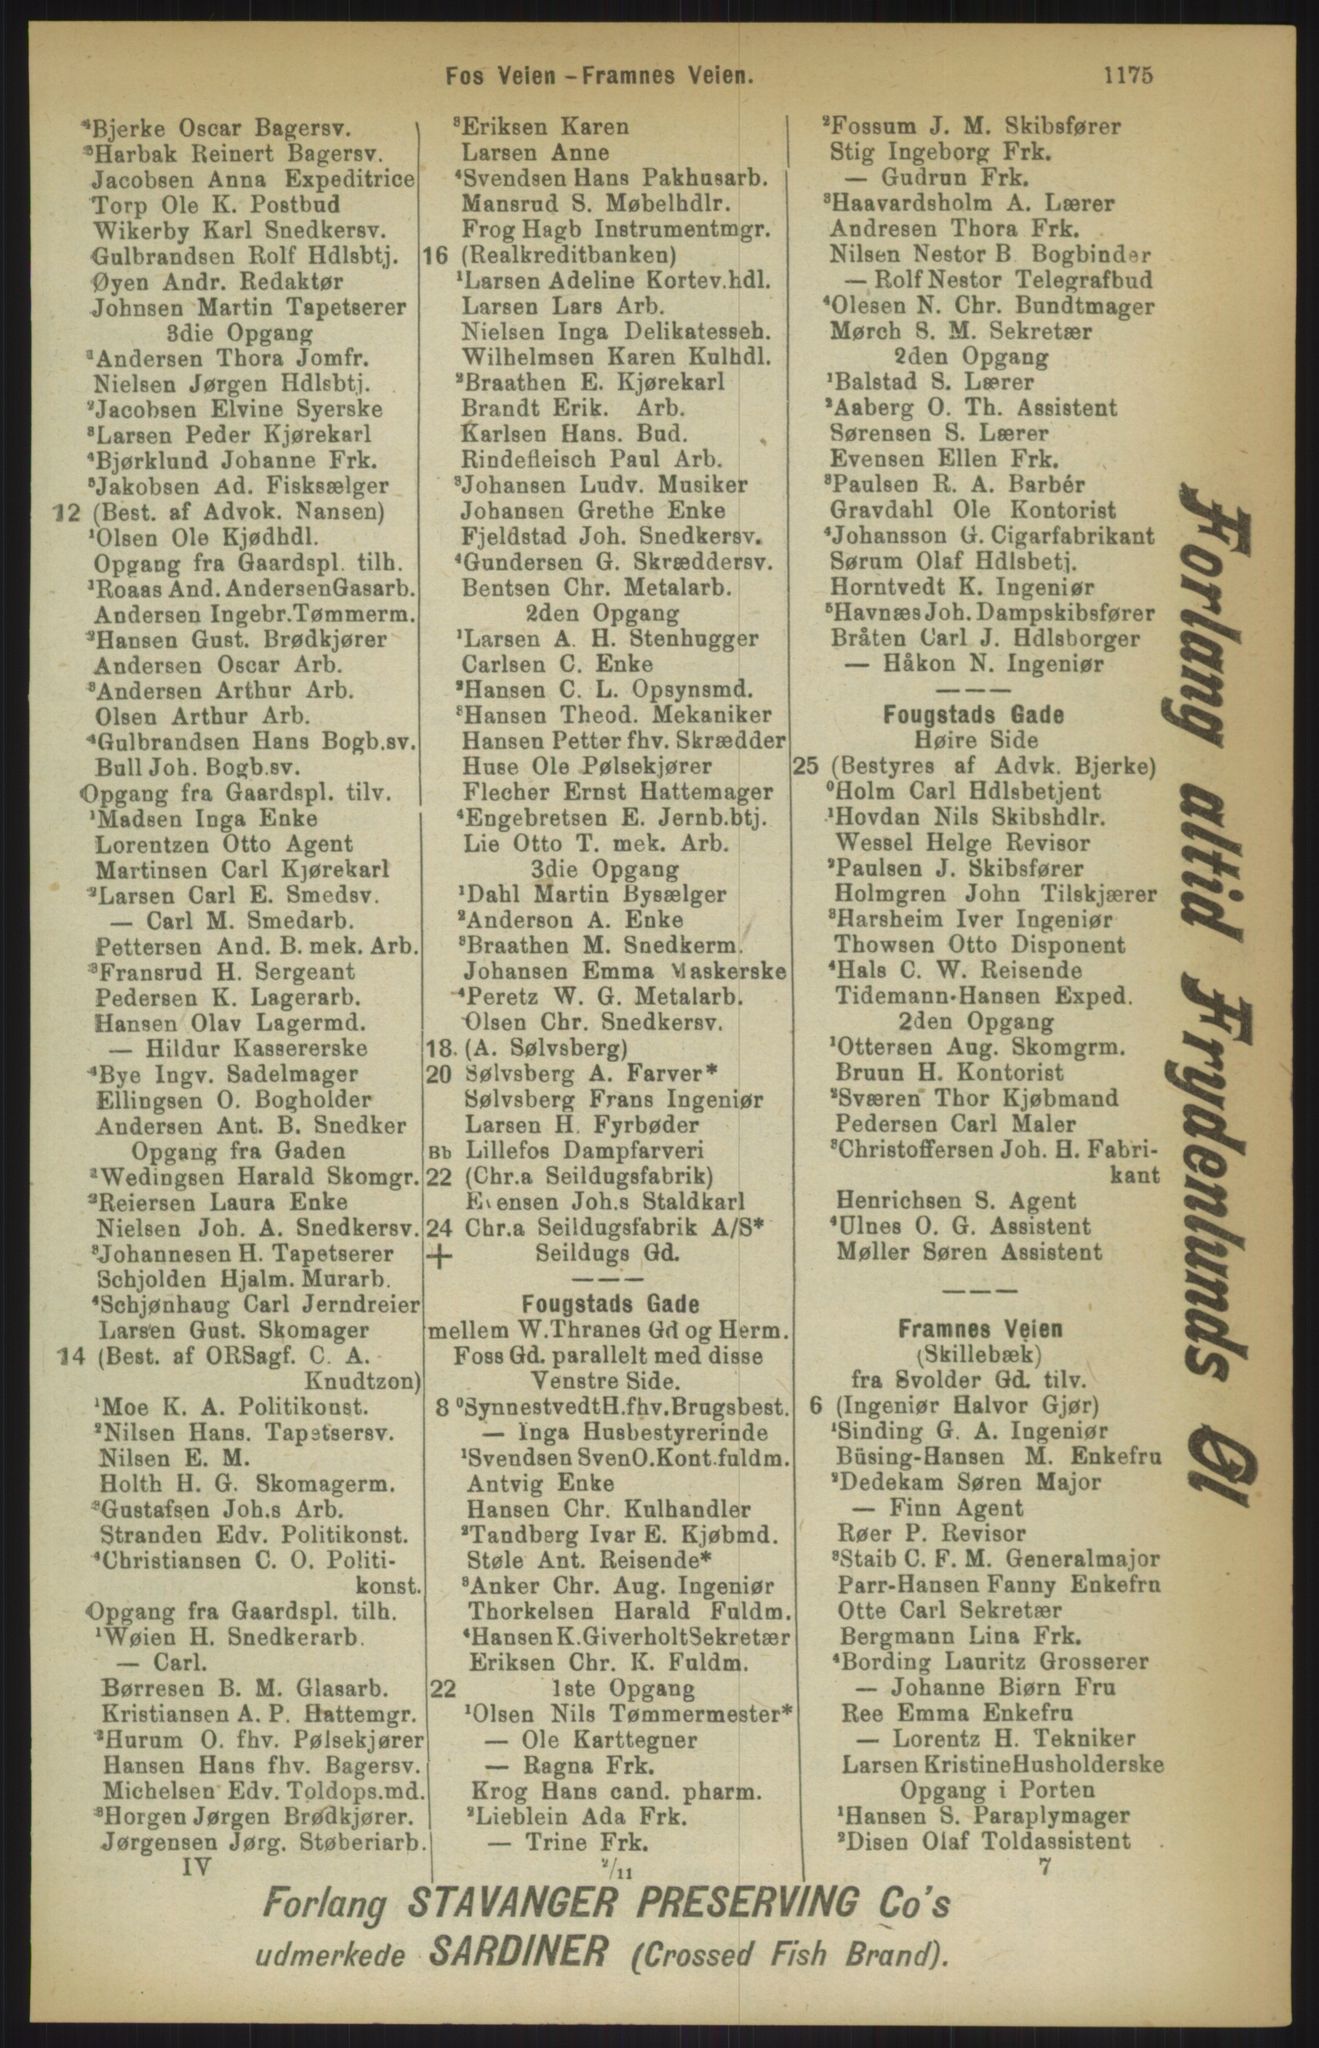 Fos Veien – Framnes Veien.
1175
⁴Bjerke Oscar Bagersv.
⁵Harbak Reinert Bagersv.
Jacobsen Anna Expeditrice
Torp Ole K. Postbud
Wikerby Karl Snedkersv.
Gulbrandsen Rolf Hdlsbtj.
Øyen Andr. Redaktør
Johnsen Martin Tapetserer
3die Opgang
Andersen Thora Jomfr.
Nielsen Jørgen Hdlsbtj.
²Jacobsen Elvine Syerske
³Larsen Peder Kjørekarl
⁴Bjørklund Johanne Frk.
⁵Jakobsen Ad. Fisksælger
12 (Best. af Advok. Nansen)
¹Olsen Ole Kjødhdl.
Opgang fra Gaardspl. tilh.
¹Roaas And. Andersen Gasarb.
Andersen Ingebr. Tømmerm.
²Hansen Gust. Brødkjører
Andersen Oscar Arb.
³Andersen Arthur Arb.
Olsen Arthur Arb.
⁴Gulbrandsen Hans Bogb.sv.
Bull Joh. Bogb.sv.
Opgang fra Gaardspl. tilv.
¹Madsen Inga Enke
Lorentzen Otto Agent
Martinsen Carl Kjørekarl
²Larsen Carl E. Smedsv.
— Carl M. Smedarb.
Pettersen And. B. mek. Arb.
³Fransrud H. Sergeant
Pedersen K. Lagerarb.
Hansen Olav Lagermd.
— Hildur Kassererske
⁴Bye Ingv. Sadelmager
Ellingsen O. Bogholder
Andersen Ant. B. Snedker
Opgang fra Gaden
²Wedingsen Harald Skomgr.
²Reiersen Laura Enke
Nielsen Joh. A. Snedkersv.
³Johannesen H. Tapetserer
Schjolden Hjalm. Murarb.
⁴Schjønhaug Carl Jerndreier
Larsen Gust. Skomager
14 (Best. af ORSagf. C. A.
Knudtzon)
¹Moe K. A. Politikonst.
²Nilsen Hans. Tapetsersv.
Nilsen E. M.
Holth H. G. Skomagerm.
³Gustafsen Joh.s Arb.
Stranden Edv. Politikonst.
⁴Christiansen C. O. Politi-
konst.
Opgang fra Gaardspl. tilh.
¹Wøien H. Snedkerarb.
— Carl.
Børresen B. M. Glasarb.
Kristiansen A. P. Hattemgr.
²Hurum O. fhv. Pølsekjører
Hansen Hans fhv. Bagersv.
Michelsen Edv. Toldops.md.
³Horgen Jørgen Brødkjører.
Jørgensen Jørg. Støberiarb.
IV
³Eriksen Karen
Larsen Anne
⁴Svendsen Hans Pakhusarb.
Mansrud S. Møbelhdlr.
Frog Hagb Instrumentmgr.
16 (Realkreditbanken)
¹Larsen Adeline Kortev.hdl.
Larsen Lars Arb.
Nielsen Inga Delikatesseh.
Wilhelmsen Karen Kulhdl.
²Braathen E. Kjørekarl
Brandt Erik. Arb.
Karlsen Hans. Bud.
Rindefleisch Paul Arb.
³Johansen Ludv. Musiker
Johansen Grethe Enke
Fjeldstad Joh. Snedkersv.
⁴Gundersen G. Skræddersv.
Bentsen Chr. Metalarb.
2den Opgang
¹Larsen A. H. Stenhugger
Carlsen C. Enke
²Hansen C. L. Opsynsmd.
³Hansen Theod. Mekaniker
Hansen Petter fhv. Skrædder
Huse Ole Pølsekjører
Flecher Ernst Hattemager
⁴Engebretsen E. Jernb.btj.
Lie Otto T. mek. Arb.
3die Opgang
¹Dahl Martin Bysælger
²Anderson A. Enke
³Braathen M. Snedkerm.
Johansen Emma Maskerske
⁴Peretz W. G. Metalarb.
Olsen Chr. Snedkersv.
18. (A. Sølvsberg)
20 Sølvsberg A. Farver*
Sølvsberg Frans Ingeniør
Larsen H. Fyrbøder
Bb Lillefos Dampfarveri
22 (Chr.a Seildugsfabrik)
Evensen Joh.s Staldkarl
24 Chr.a Seildugsfabrik A/S*
+ Seildugs Gd.
— — —
Fougstads Gade
mellem W. Thranes Gd og Herm.
Foss Gd. parallelt med disse
Venstre Side.
8 ⁰Synnestvedt H. fhv. Brugsbest.
— Inga Husbestyrerinde
¹Svendsen Sven O. Kont.fuldm.
Antvig Enke
Hansen Chr. Kulhandler
²Tandberg Ivar E. Kjøbmd.
Støle Ant. Reisende*
³Anker Chr. Aug. Ingeniør
Thorkelsen Harald Fuldm.
⁴Hansen K. Giverholt Sekretær
Eriksen Chr. K. Fuldm.
22 1ste Opgang
¹Olsen Nils Tømmermester*
— Ole Karttegner
— Ragna Frk.
Krog Hans cand. pharm.
²Lieblein Ada Frk.
— Trine Frk.
²/11
²Fossum J. M. Skibsfører
Stig Ingeborg Frk.
— Gudrun Frk.
³Haavardsholm A. Lærer
Andresen Thora Frk.
Nilsen Nestor B. Bogbinder
— Rolf Nestor Telegrafbud
⁴Olesen N. Chr. Bundtmager
Mørch S. M. Sekretær
2den Opgang
¹Balstad S. Lærer
²Aaberg O. Th. Assistent
Sørensen S. Lærer
Evensen Ellen Frk.
³Paulsen R. A. Barbér
Gravdahl Ole Kontorist
⁴Johansson G. Cigarfabrikant
Sørum Olaf Hdlsbetj.
Horntvedt K. Ingeniør
⁵Havnæs Joh. Dampskibsfører
Bråten Carl J. Hdlsborger
— Håkon N. Ingeniør
— — —
Fougstads Gade
Høire Side
25 (Bestyres af Advk. Bjerke)
⁰Holm Carl Hdlsbetjent
¹Hovdan Nils Skibshdlr.
Wessel Helge Revisor
²Paulsen J. Skibsfører
Holmgren John Tilskjærer
³Harsheim Iver Ingeniør
Thowsen Otto Disponent
⁴Hals C. W. Reisende
Tidemann-Hansen Exped.
2den Opgang
¹Ottersen Aug. Skomgrm.
Bruun H. Kontorist
²Sværen Thor Kjøbmand
Pedersen Carl Maler
³Christoffersen Joh. H. Fabri-
kant
Henrichsen S. Agent
⁴Ulnes O. G. Assistent
Møller Søren Assistent
— — —
Framnes Veien
(Skillebæk)
fra Svolder Gd. tilv.
6 (Ingeniør Halvor Gjør)
¹Sinding G. A. Ingeniør
Büsing-Hansen M. Enkefru
²Dedekam Søren Major
— Finn Agent
Røer P. Revisor
³Staib C. F. M. Generalmajor
Parr-Hansen Fanny Enkefru
Otte Carl Sekretær
Bergmann Lina Frk.
⁴Bording Lauritz Grosserer
— Johanne Biørn Fru
Ree Emma Enkefru
— Lorentz H. Tekniker
Larsen Kristine Husholderske
Opgang i Porten
¹Hansen S. Paraplymager
²Disen Olaf Toldassistent
7
Forlang altid Frydenlunds Øl
Forlang STAVANGER PRESERVING Co's
udmerkede SARDINER (Crossed Fish Brand).